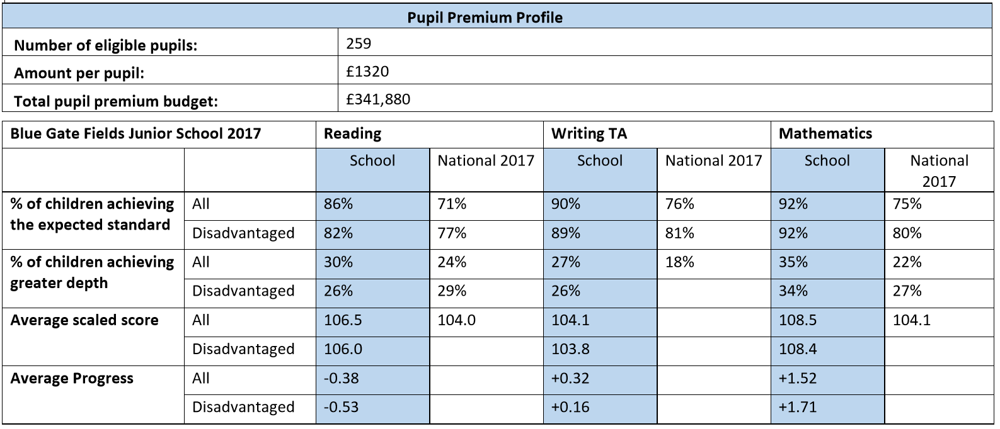 Pupil Premium Profile
Number of eligible pupils: 259
Amount per pupil: £1320
Total pupil premium budget: £341,880
Blue Gate Fields Junior School 2017 Reading Writing TA Mathematics
School National 2017 School National 2017 School National
2017
% of children achieving All 86% 71% 90% 76% 92% 75%
the expected standard Disadvantaged 82% 77% 89% 81% 92% 80%
% of children achieving All 30% 24% 27% 18% 35% 22%
greater depth Disadvantaged 26% 29% 26% 34% 27%
Average scaled score All 106.5 104.0 104.1 108.5 104.1
Disadvantaged 106.0 103.8 108.4
Average Progress All -0.38 +0.32 +1.52
Disadvantaged -0.53 +0.16 +1.71